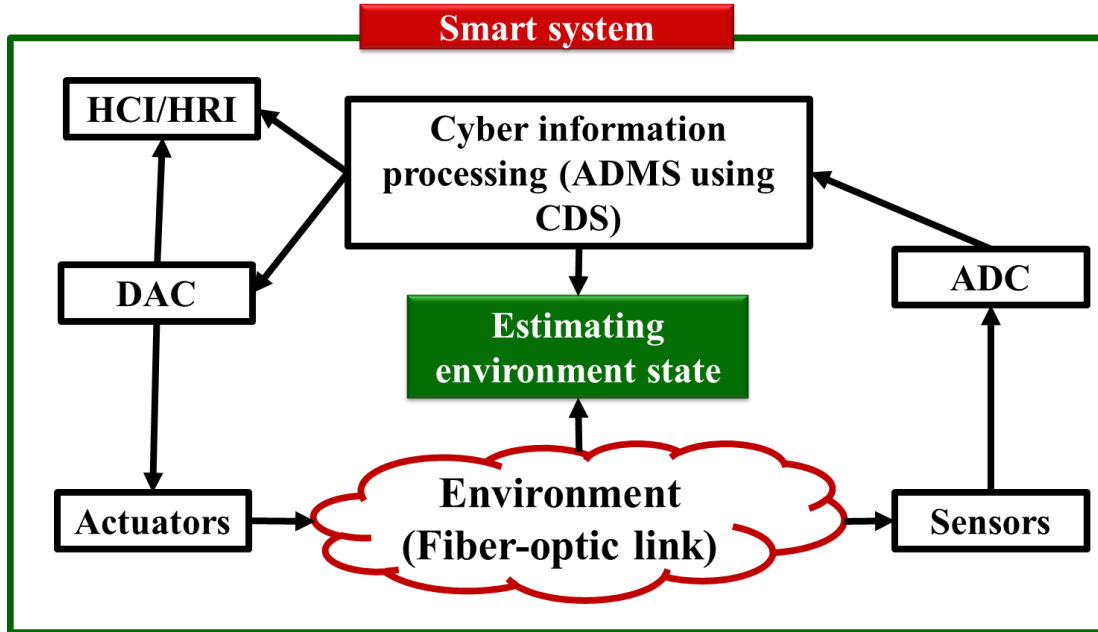 Smart system
HCI/HRI
Cyber information
processing (ADMS using
CDS)
DAC
ADC
Estimating
environment state
Actuators
Environment
(Fiber-optic link)
Sensors